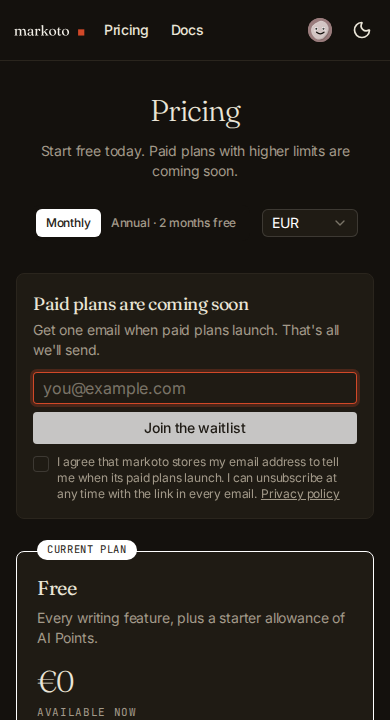 markoto
Pricing
Docs
Pricing
Start free today. Paid plans with higher limits are
coming soon.
Monthly
Annual · 2 months free
EUR
Paid plans are coming soon
Get one email when paid plans launch. That's all
we'll send.
you@example.com
Join the waitlist
I agree that markoto stores my email address to tell
me when its paid plans launch. I can unsubscribe at
any time with the link in every email. Privacy policy
CURRENT PLAN
Free
Every writing feature, plus a starter allowance of
AI Points.
€0
AVAILABLE NOW